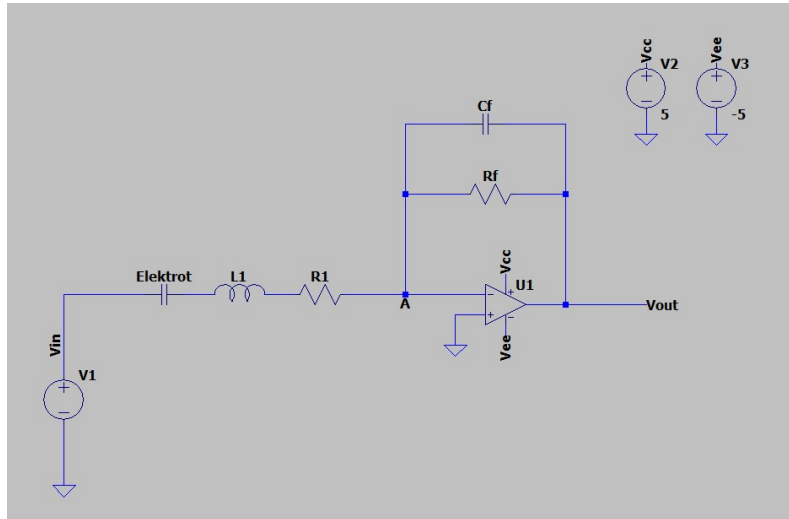 Vcc
V2
5
Vee
V3
-5
Cf
Rf
Elektrot
L1
R1
A
Vcc
U1
Vee
Vout
Vin
V1